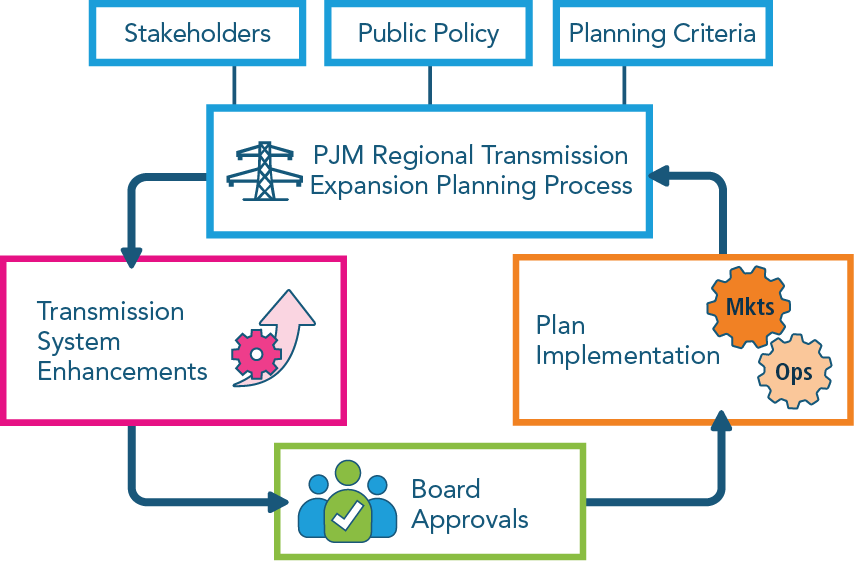 Stakeholders
Public Policy
Planning Criteria
PJM Regional Transmission
Expansion Planning Process
Transmission
System
Enhancements
Plan
Implementation
Mkts
Ops
Board
Approvals